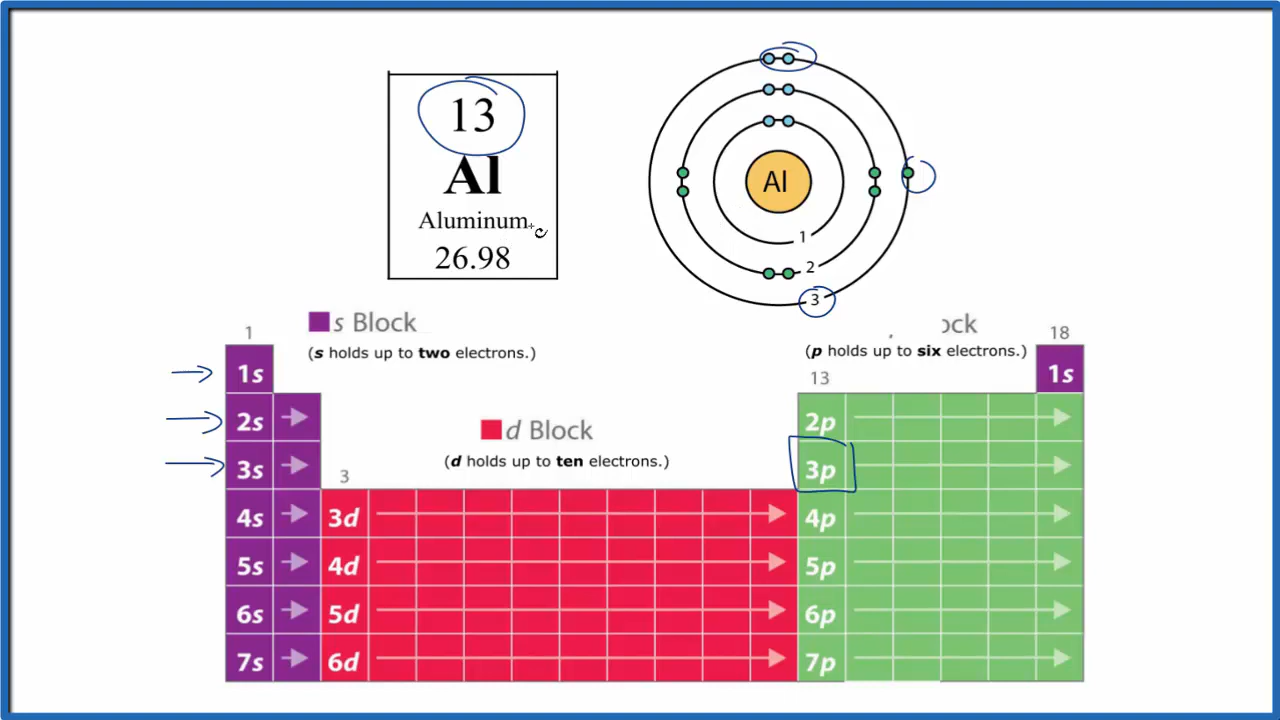 13
Al
Aluminum
26.98
Al
1
2
3
1
s Block
(s holds up to two electrons.)
ock
18
(p holds up to six electrons.)
13
1s
1s
2s
2p
d Block
(d holds up to ten electrons.)
3s
3
3p
4s
3d
4p
5s
4d
5p
6s
5d
6p
7s
6d
7p